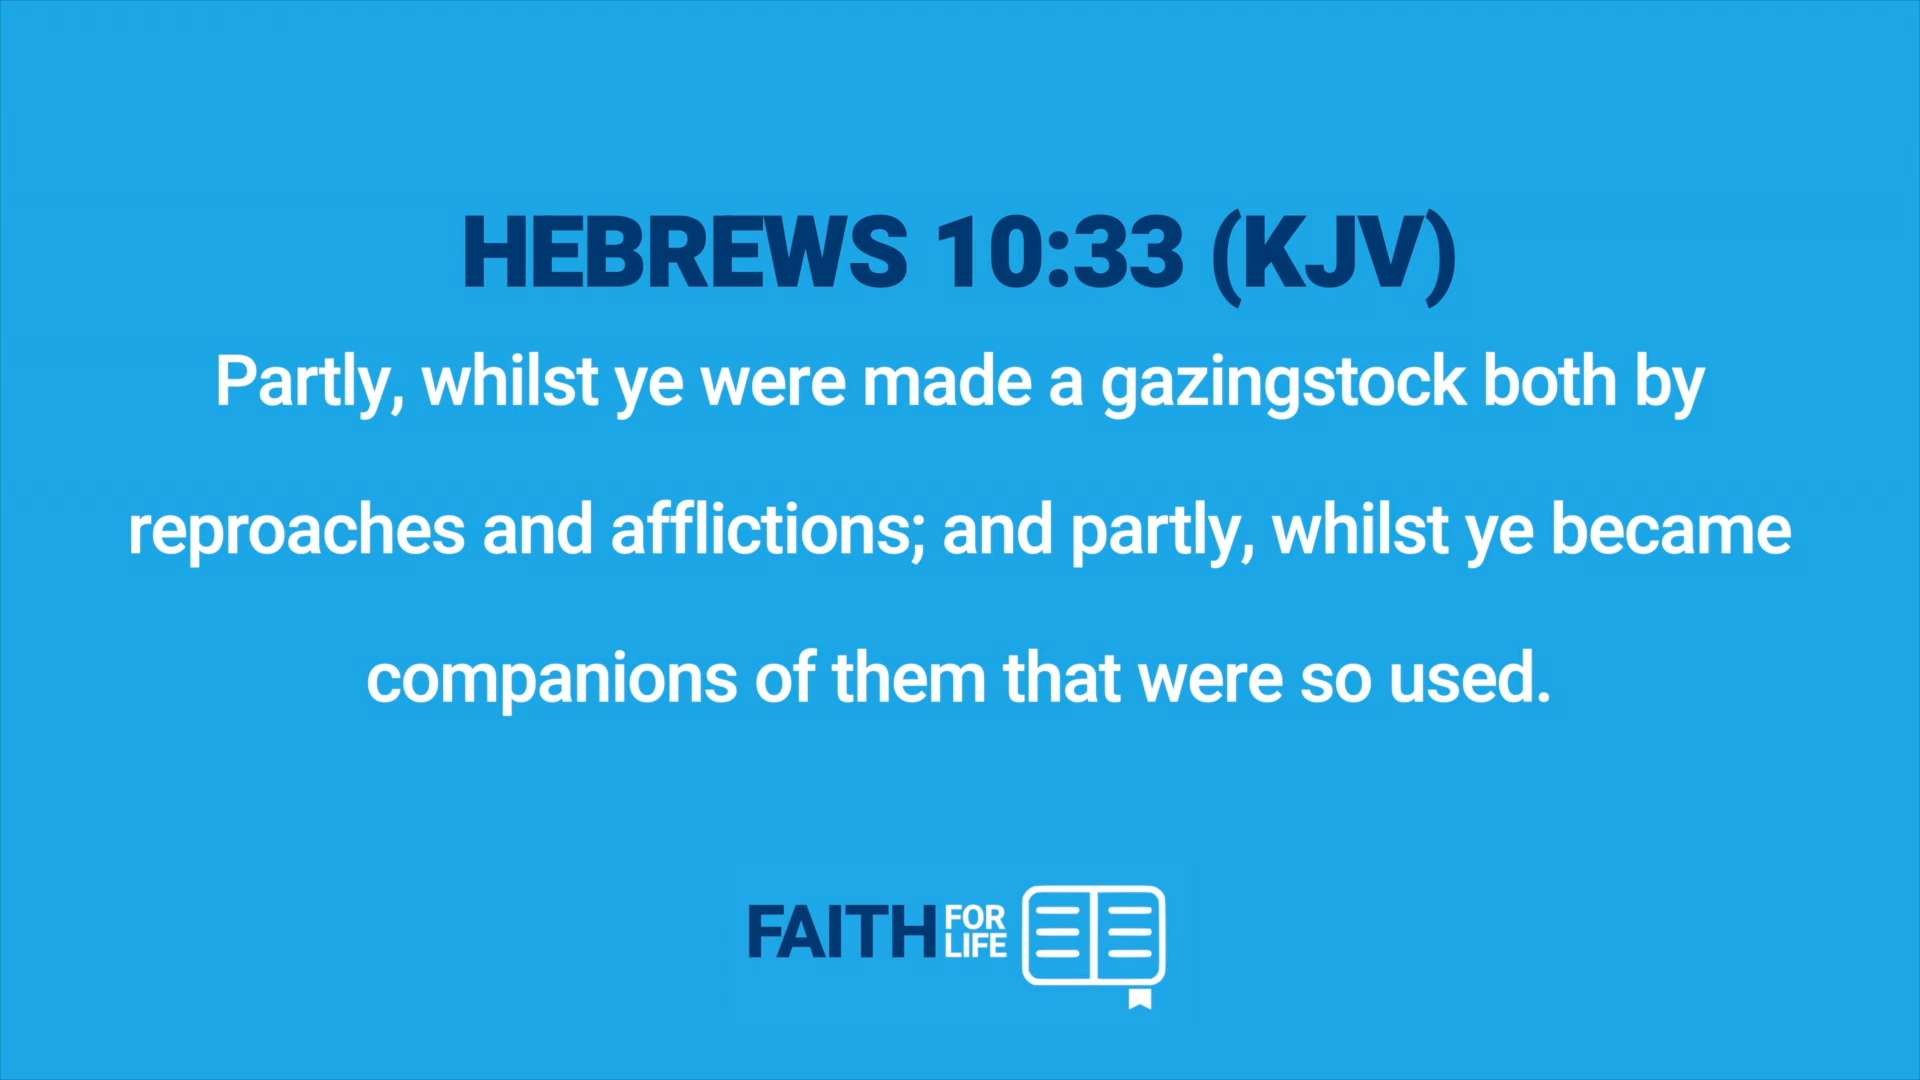 HEBREWS 10:33 (KJV)
Partly, whilst ye were made a gazingstock both by
reproaches and afflictions; and partly, whilst ye became
companions of them that were so used.
FAITH FOR
LIFE